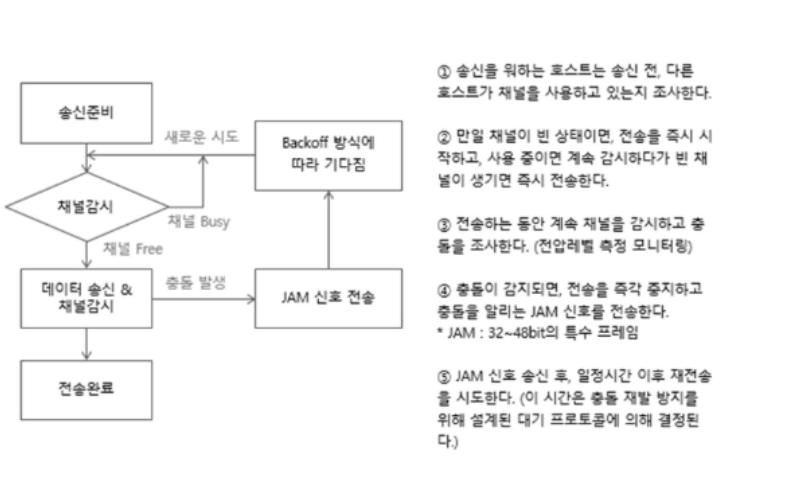 송신준비
새로운 시도
Backoff 방식에
따라 기다짐
채널감시
채널 Busy
채널 Free
데이터 송신 &
채널감시
충돌 발생
JAM 신호 전송
전송완료
① 송신을 원하는 호스트는 송신 전, 다른
호스트가 채널을 사용하고 있는지 조사한다.
② 만일 채널이 빈 상태이면, 전송을 즉시 시
작하고, 사용 중이면 계속 감시하다가 빈 채
널이 생기면 즉시 전송한다.
③ 전송하는 동안 계속 채널을 감시하고 충
돌을 조사한다. (전압레벨 측정 모니터링)
④ 충돌이 감지되면, 전송을 즉각 중지하고
충돌을 알리는 JAM 신호를 전송한다.
* JAM : 32~48bit의 특수 프레임
⑤ JAM 신호 송신 후, 일정시간 이후 재전송
을 시도한다. (이 시간은 충돌 재발 방지를
위해 설계된 대기 프로토콜에 의해 결정된
다.)